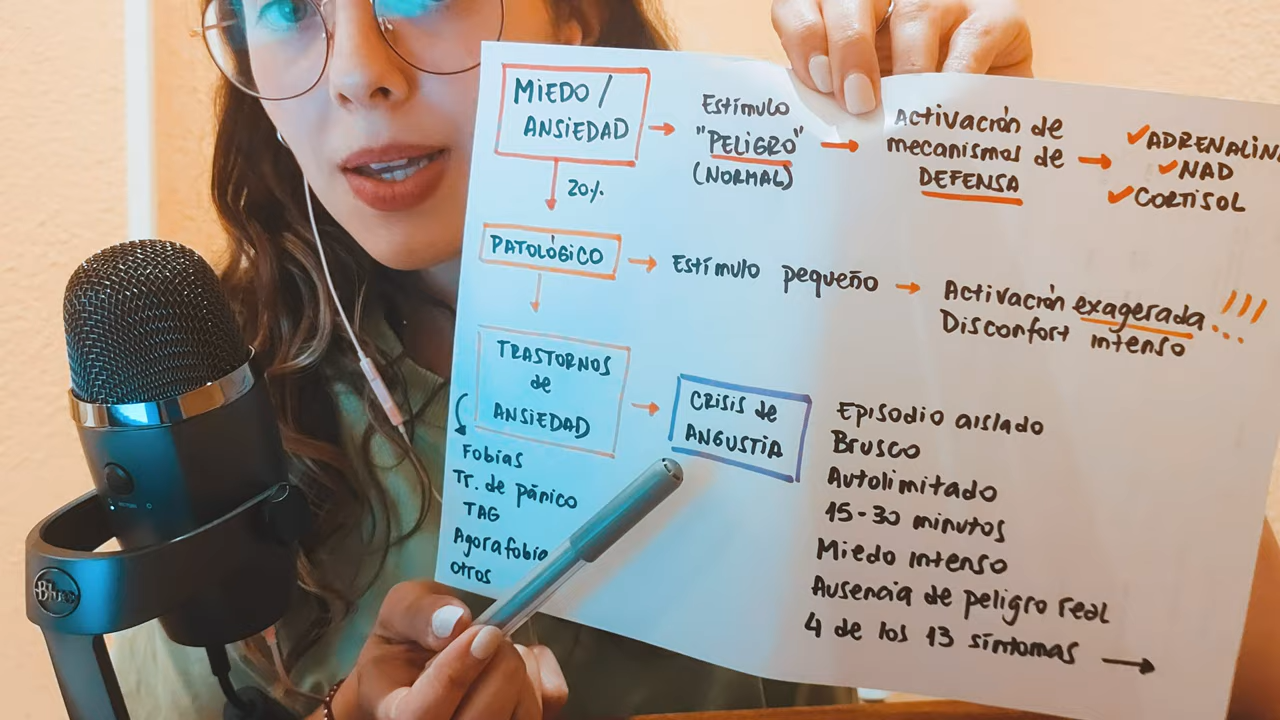 MIEDO /
ANSIEDAD
Estímulo
"PELIGRO"
(NORMAL)
Activación de
mecanismos de
DEFENSA
ADRENALINA
NAD
CORTISOL
20%
PATOLÓGICO
Estímulo pequeño
Activación exagerada...
Disconfort intenso
TRASTORNOS
de
ANSIEDAD
Fobias
Tr. de pánico
TAG
Agorafobia
otros
CRISIS de
ANGUSTIA
Episodio aislado
Brusco
Autolimitado
15-30 minutos
Miedo intenso
Ausencia de peligro real
4 de los 13 síntomas
Blue